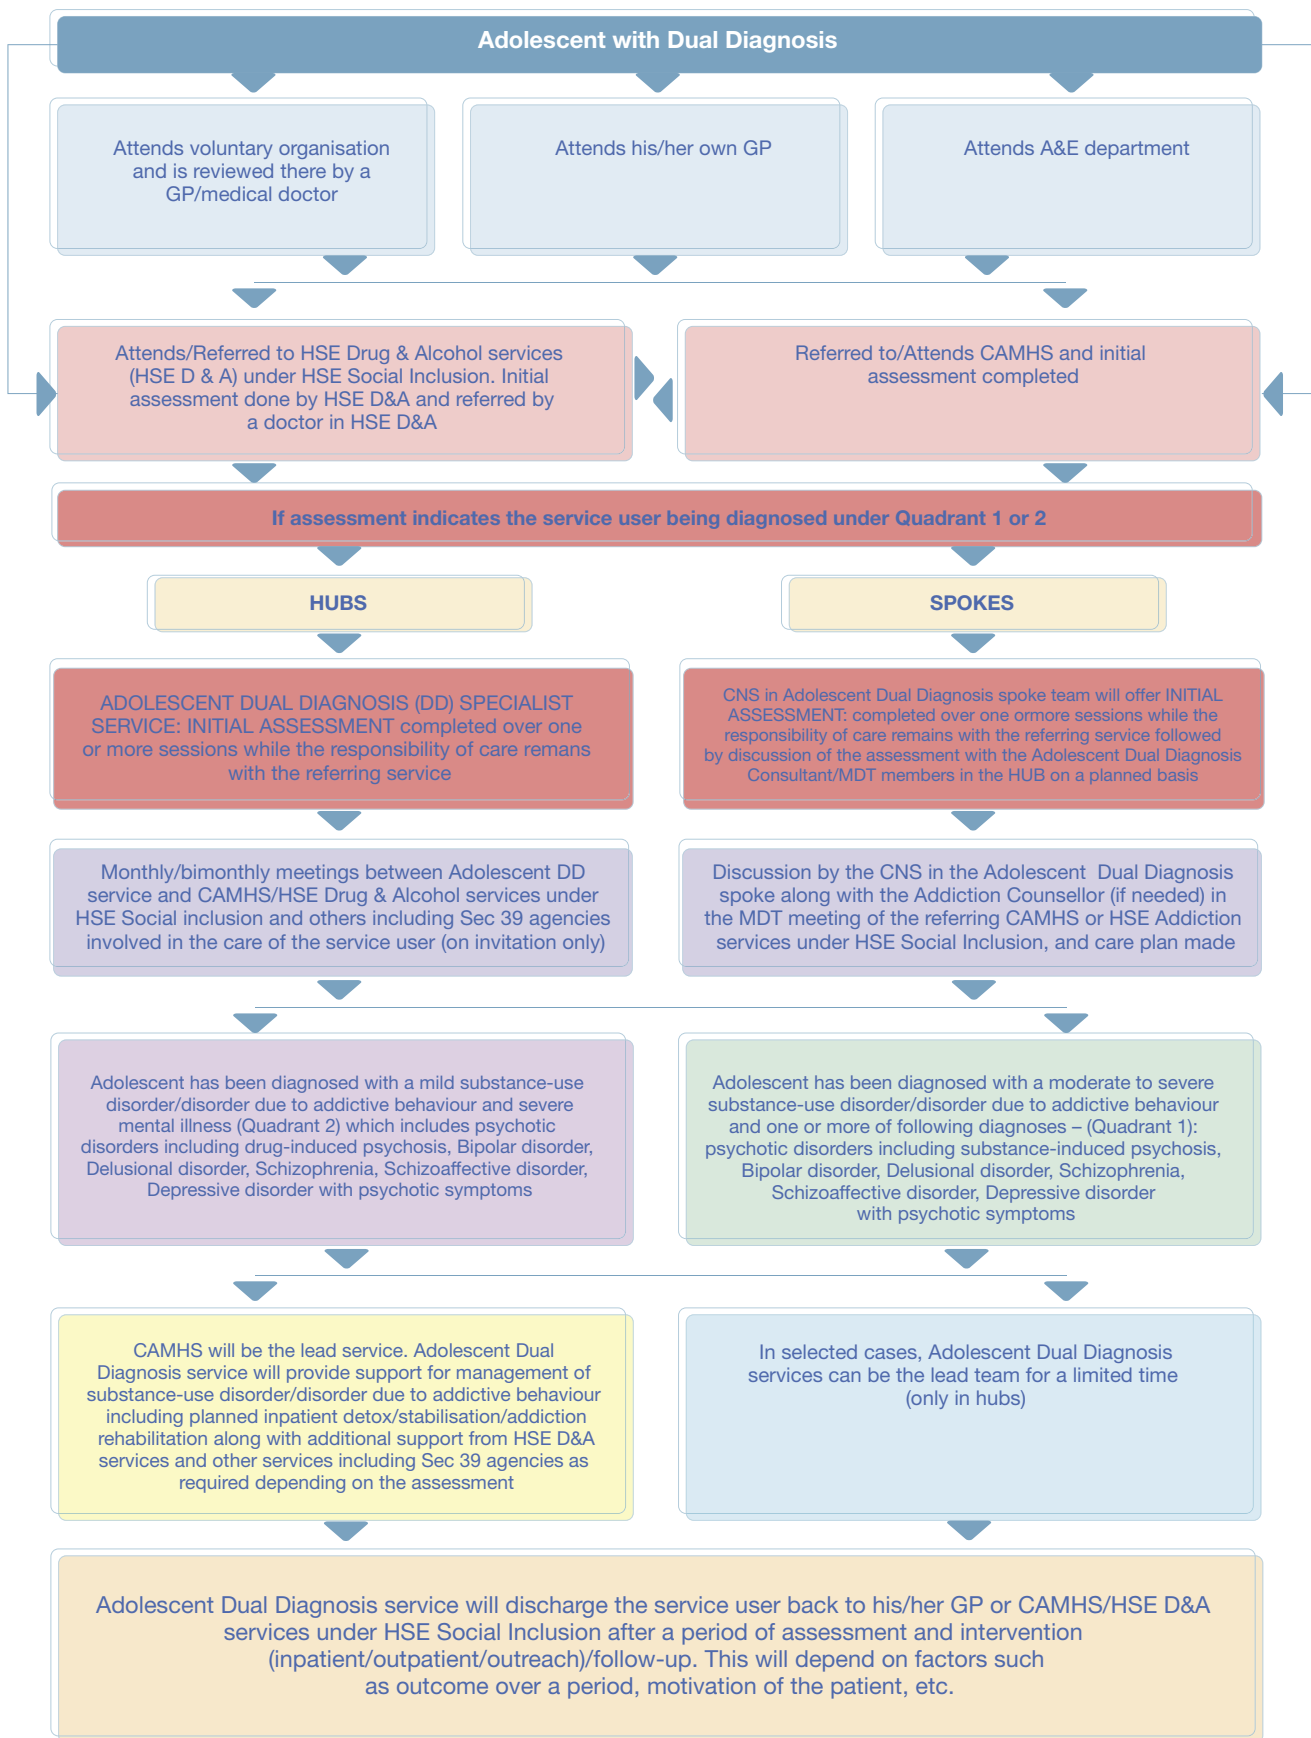 Adolescent with Dual Diagnosis
Attends voluntary organisation
and is reviewed there by a
GP/medical doctor
Attends his/her own GP
Attends A&E department
Attends/Referred to HSE Drug & Alcohol services
(HSE D & A) under HSE Social Inclusion. Initial
assessment done by HSE D&A and referred by
a doctor in HSE D&A
Referred to/Attends CAMHS and initial
assessment completed
If assessment indicates the service user being diagnosed under Quadrant 1 or 2
HUBS
SPOKES
ADOLESCENT DUAL DIAGNOSIS (DD) SPECIALIST
SERVICE: INITIAL ASSESSMENT completed over one
or more sessions while the responsibility of care remans
with the referring service
CNS in Adolescent Dual Diagnosis spoke team will offer INITIAL
ASSESSMENT: completed over one ormore sessions while the
responsibility of care remains with the referring service followed
by discussion of the assessment with the Adolescent Dual Diagnosis
Consultant/MDT members in the HUB on a planned basis
Monthly/bimonthly meetings between Adolescent DD
service and CAMHS/HSE Drug & Alcohol services under
HSE Social inclusion and others including Sec 39 agencies
involved in the care of the service user (on invitation only)
Discussion by the CNS in the Adolescent Dual Diagnosis
spoke along with the Addiction Counsellor (if needed) in
the MDT meeting of the referring CAMHS or HSE Addiction
services under HSE Social Inclusion, and care plan made
Adolescent has been diagnosed with a mild substance-use
disorder/disorder due to addictive behaviour and severe
mental illness (Quadrant 2) which includes psychotic
disorders including drug-induced psychosis, Bipolar disorder,
Delusional disorder, Schizophrenia, Schizoaffective disorder,
Depressive disorder with psychotic symptoms
Adolescent has been diagnosed with a moderate to severe
substance-use disorder/disorder due to addictive behaviour
and one or more of following diagnoses – (Quadrant 1):
psychotic disorders including substance-induced psychosis,
Bipolar disorder, Delusional disorder, Schizophrenia,
Schizoaffective disorder, Depressive disorder
with psychotic symptoms
CAMHS will be the lead service. Adolescent Dual
Diagnosis service will provide support for management of
substance-use disorder/disorder due to addictive behaviour
including planned inpatient detox/stabilisation/addiction
rehabilitation along with additional support from HSE D&A
services and other services including Sec 39 agencies as
required depending on the assessment
In selected cases, Adolescent Dual Diagnosis
services can be the lead team for a limited time
(only in hubs)
Adolescent Dual Diagnosis service will discharge the service user back to his/her GP or CAMHS/HSE D&A
services under HSE Social Inclusion after a period of assessment and intervention
(inpatient/outpatient/outreach)/follow-up. This will depend on factors such
as outcome over a period, motivation of the patient, etc.